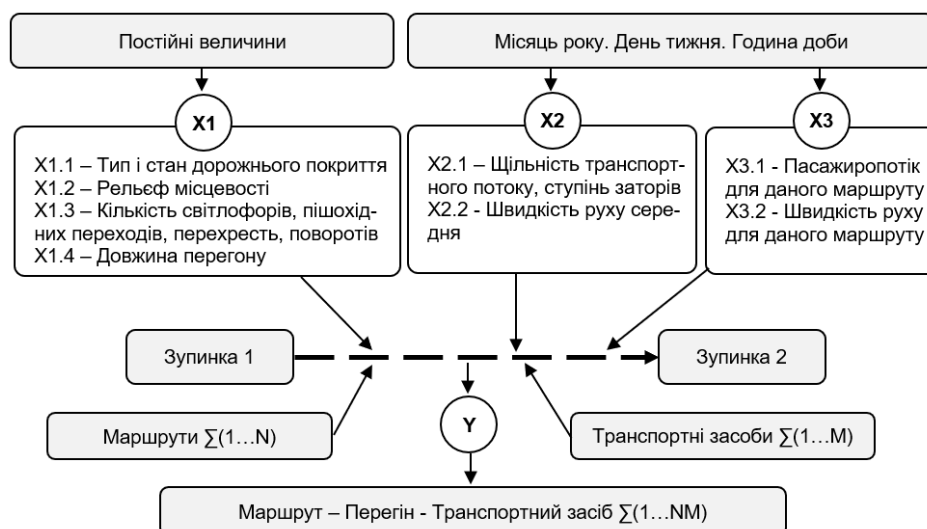 Постійні величини
Місяць року. День тижня. Година доби
X1
X2
X3
X1.1 – Тип і стан дорожнього покриття
X1.2 – Рельєф місцевості
X1.3 – Кількість світлофорів, пішохід-
них переходів, перехресть, поворотів
X1.4 – Довжина перегону
X2.1 – Щільність транспорт-
ного потоку, ступінь заторів
X2.2 - Швидкість руху сере-
дня
X3.1 - Пасажиропотік
для даного маршруту
X3.2 - Швидкість руху
для даного маршруту
Зупинка 1
Зупинка 2
Маршрути ∑(1…N)
Y
Транспортні засоби ∑(1…M)
Маршрут – Перегін - Транспортний засіб ∑(1…NM)